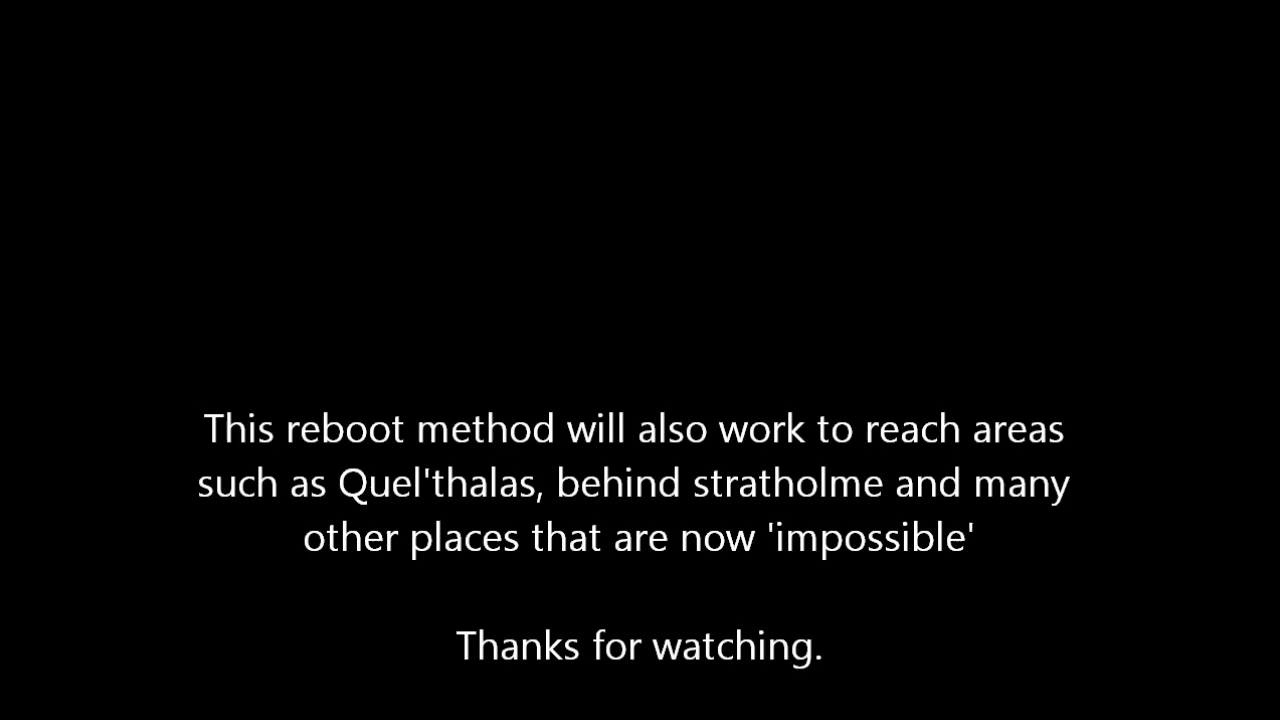 This reboot method will also work to reach areas
such as Quel'thalas, behind stratholme and many
other places that are now 'impossible'
Thanks for watching.